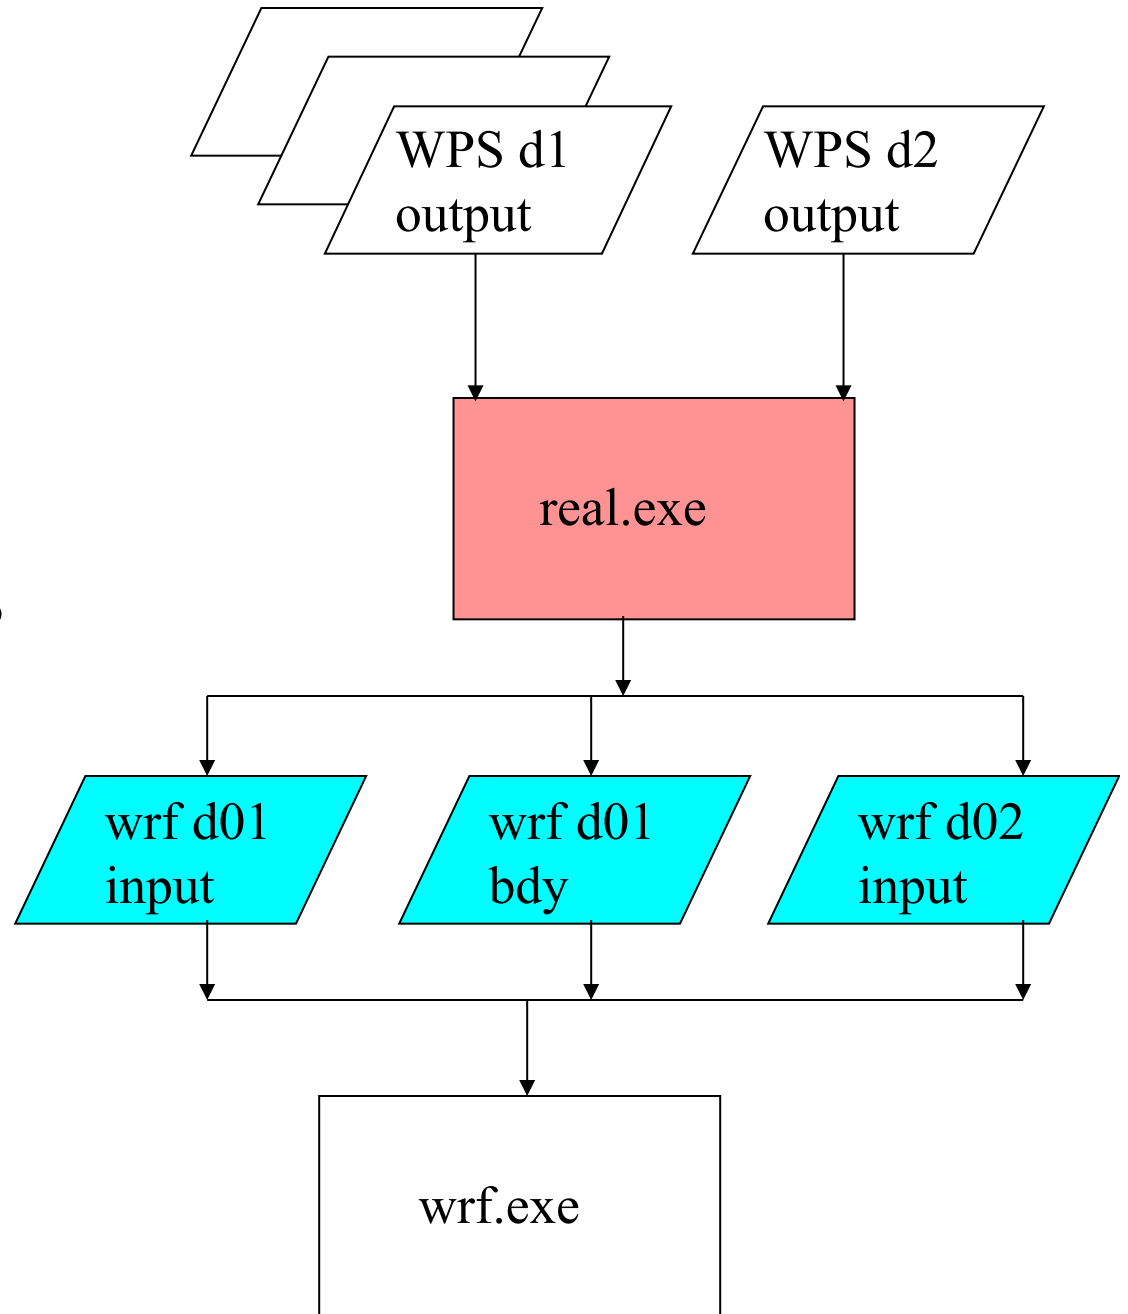 WPS d1
output
WPS d2
output
real.exe
wrf d01
input
wrf d01
bdy
wrf d02
input
wrf.exe